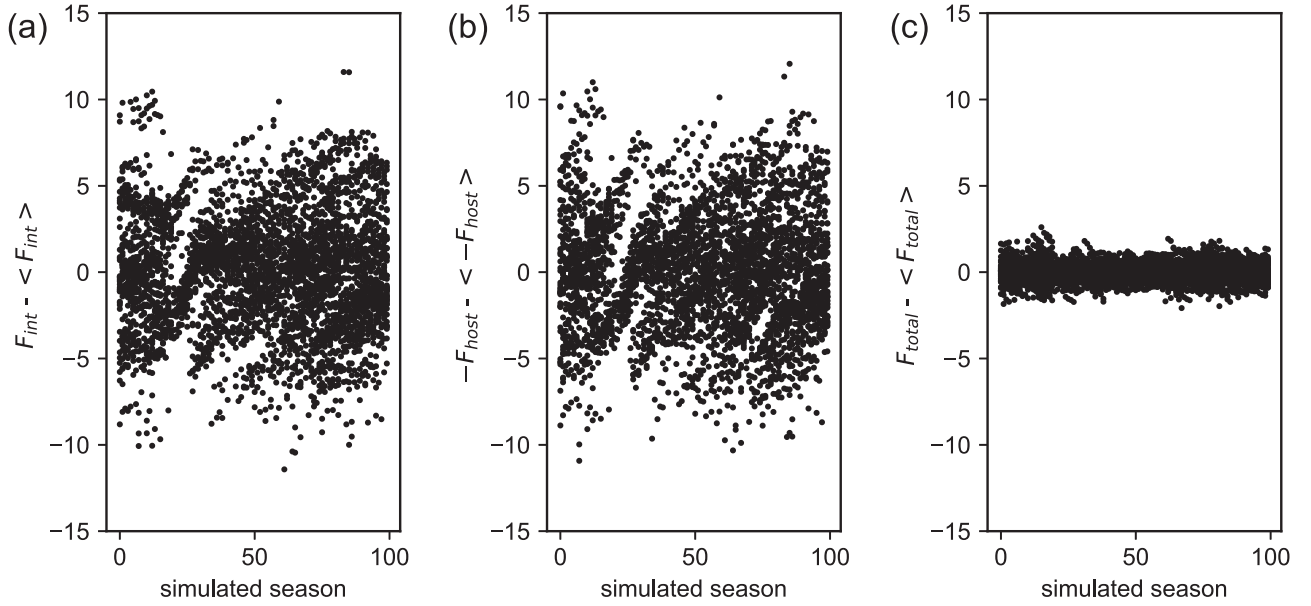 (a)
15
10
5
0
−5
−10
−15
F_int - < F_int >
0 50 100
simulated season
(b)
15
10
5
0
−5
−10
−15
−F_host - < −F_host >
0 50 100
simulated season
(c)
15
10
5
0
−5
−10
−15
F_total - < F_total >
0 50 100
simulated season